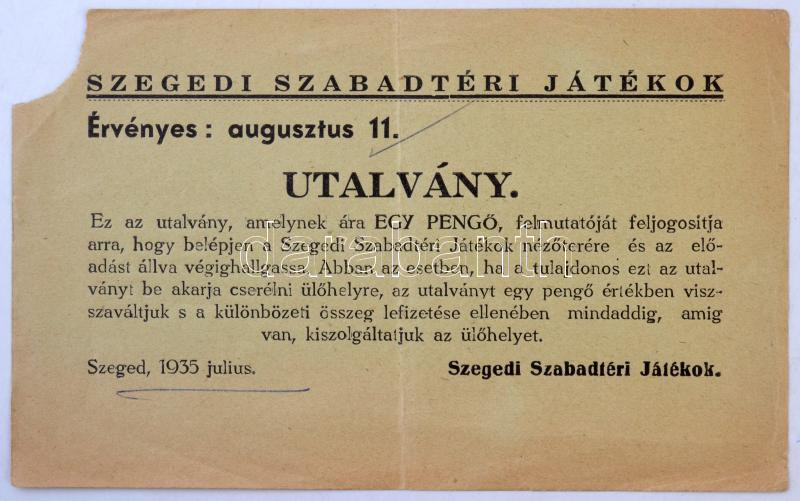 SZEGEDI SZABADTÉRI JÁTÉKOK
Érvényes: augusztus 11.
UTALVÁNY.
Ez az utalvány, amelynek ára EGY PENGŐ, felmutatóját feljogositja
arra, hogy belépjen a Szegedi Szabadtéri Játékok nézőterére és az elő-
adást állva végighallgassa. Abban az esetben, ha tulajdonos ezt az utal-
ványt be akarja cserélni ülőhelyre, az utalványt egy pengő értékben visz-
szaváltjuk s a különbözeti összeg lefizetése ellenében mindaddig, amig
van, kiszolgáltatjuk az ülőhelyet.
Szeged, 1935 julius.
Szegedi Szabadtéri Játékok.
darabanth